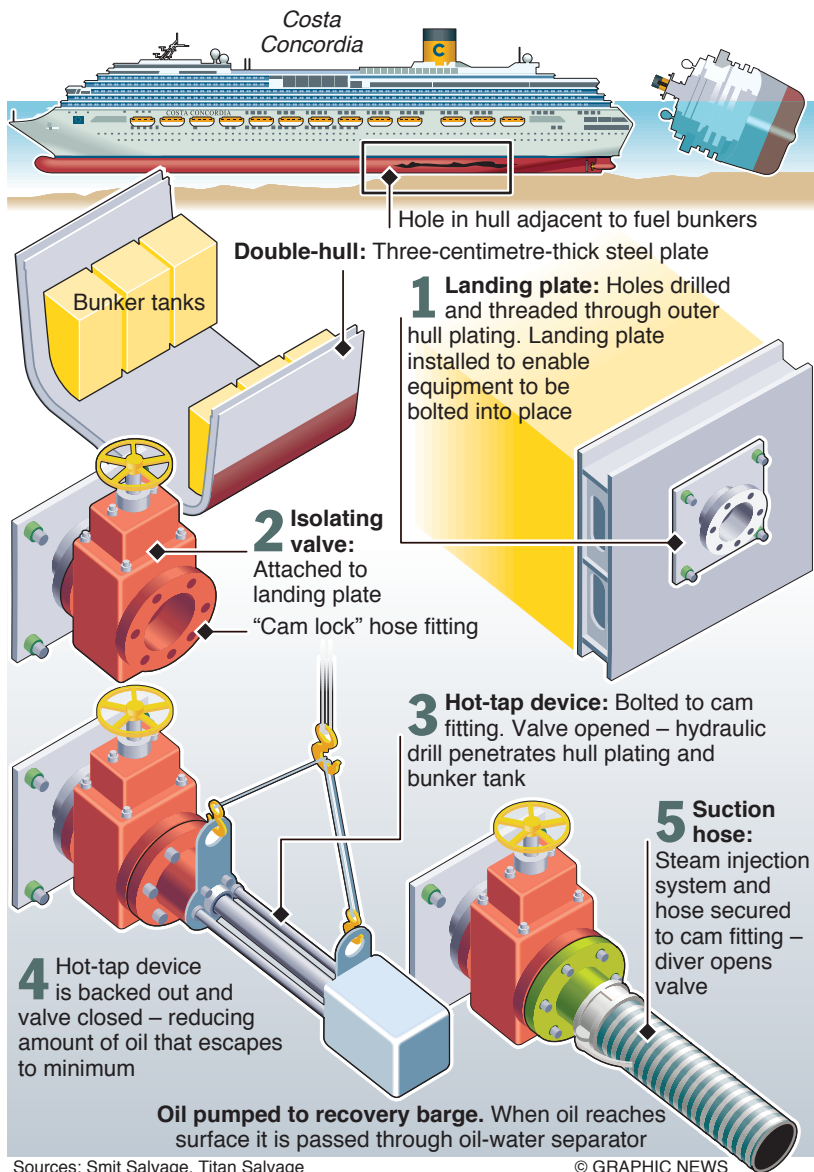 Costa
Concordia
C
COSTA CONCORDIA
Hole in hull adjacent to fuel bunkers
Double-hull: Three-centimetre-thick steel plate
Bunker tanks
1 Landing plate: Holes drilled
and threaded through outer
hull plating. Landing plate
installed to enable
equipment to be
bolted into place
2 Isolating
valve:
Attached to
landing plate
“Cam lock” hose fitting
3 Hot-tap device: Bolted to cam
fitting. Valve opened – hydraulic
drill penetrates hull plating and
bunker tank
4 Hot-tap device
is backed out and
valve closed – reducing
amount of oil that escapes
to minimum
5 Suction
hose:
Steam injection
system and
hose secured
to cam fitting –
diver opens
valve
Oil pumped to recovery barge. When oil reaches
surface it is passed through oil-water separator
Sources: Smit Salvage, Titan Salvage
© GRAPHIC NEWS